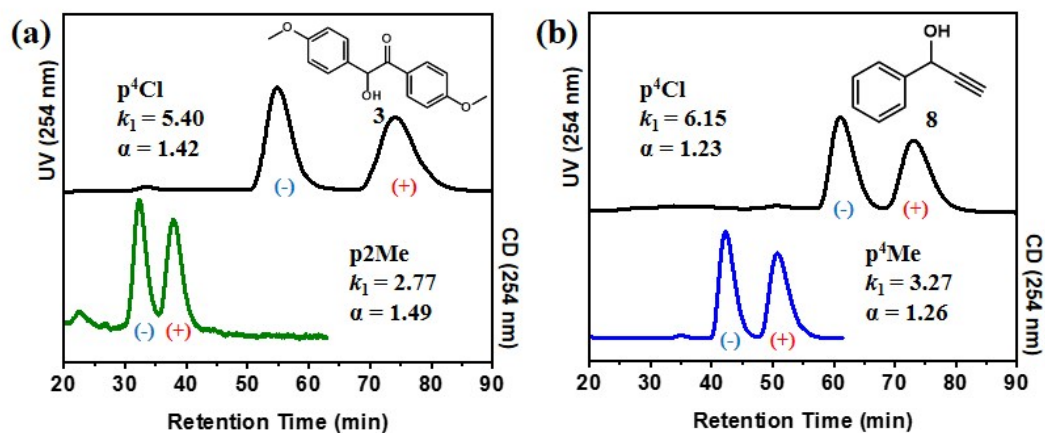 (a)
O
O
OH
O
3
p⁴Cl
k₁ = 5.40
α = 1.42
(-)
(+)
p2Me
k₁ = 2.77
α = 1.49
(-)
(+)
UV (254 nm)
CD (254 nm)
20 30 40 50 60 70 80 90
Retention Time (min)
(b)
OH
8
p⁴Cl
k₁ = 6.15
α = 1.23
(-)
(+)
p⁴Me
k₁ = 3.27
α = 1.26
(-)
(+)
UV (254 nm)
CD (254 nm)
20 30 40 50 60 70 80 90
Retention Time (min)